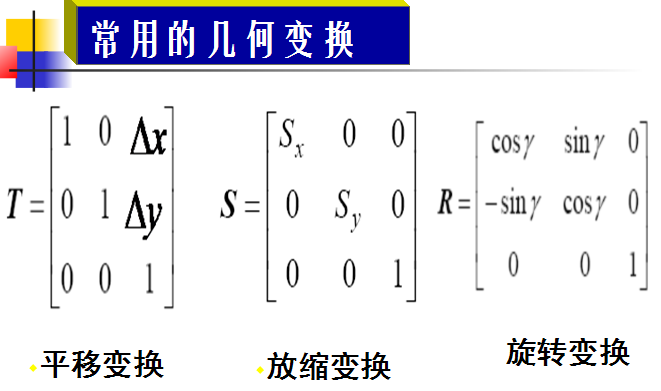 常用的几何变换
T = [1 0 Δx
0 1 Δy
0 0 1]
S = [Sx 0 0
0 Sy 0
0 0 1]
R = [cosγ sinγ 0
-sinγ cosγ 0
0 0 1]
平移变换
放缩变换
旋转变换